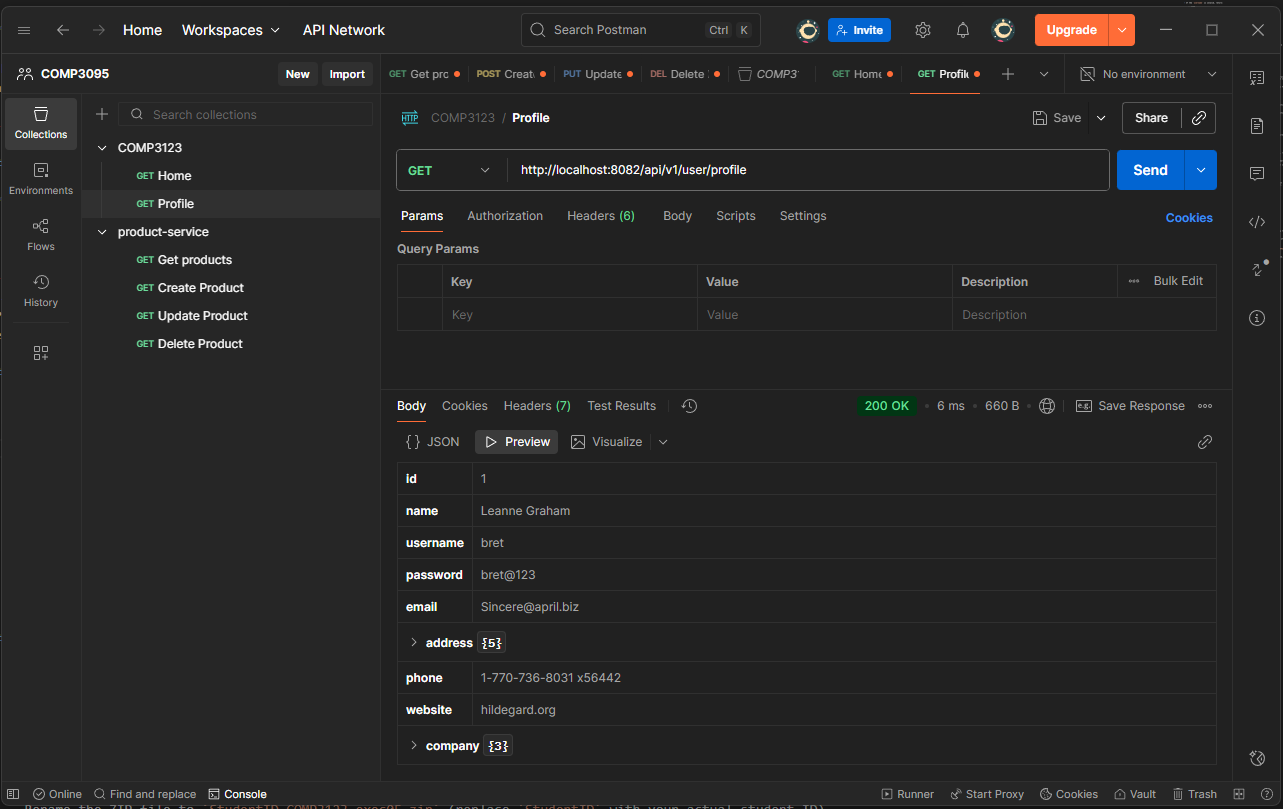 Home Workspaces API Network Search Postman Ctrl K Invite Upgrade
COMP3095 New Import GET Get pro POST Create PUT Update DEL Delete COMP3 GET Home GET Profile No environment
Collections
Environments
Flows
History
Search collections
COMP3123
GET Home
GET Profile
product-service
GET Get products
GET Create Product
GET Update Product
GET Delete Product
HTTP COMP3123 / Profile Save Share
GET http://localhost:8082/api/v1/user/profile Send
Params Authorization Headers (6) Body Scripts Settings Cookies
Query Params
Key Value Description Bulk Edit
Key Value Description
Body Cookies Headers (7) Test Results 200 OK • 6 ms • 660 B • e.g. Save Response
{} JSON Preview Visualize
id 1
name Leanne Graham
username bret
password bret@123
email Sincere@april.biz
address {5}
phone 1-770-736-8031 x56442
website hildegard.org
company {3}
Online Find and replace Console Runner Start Proxy Cookies Vault Trash